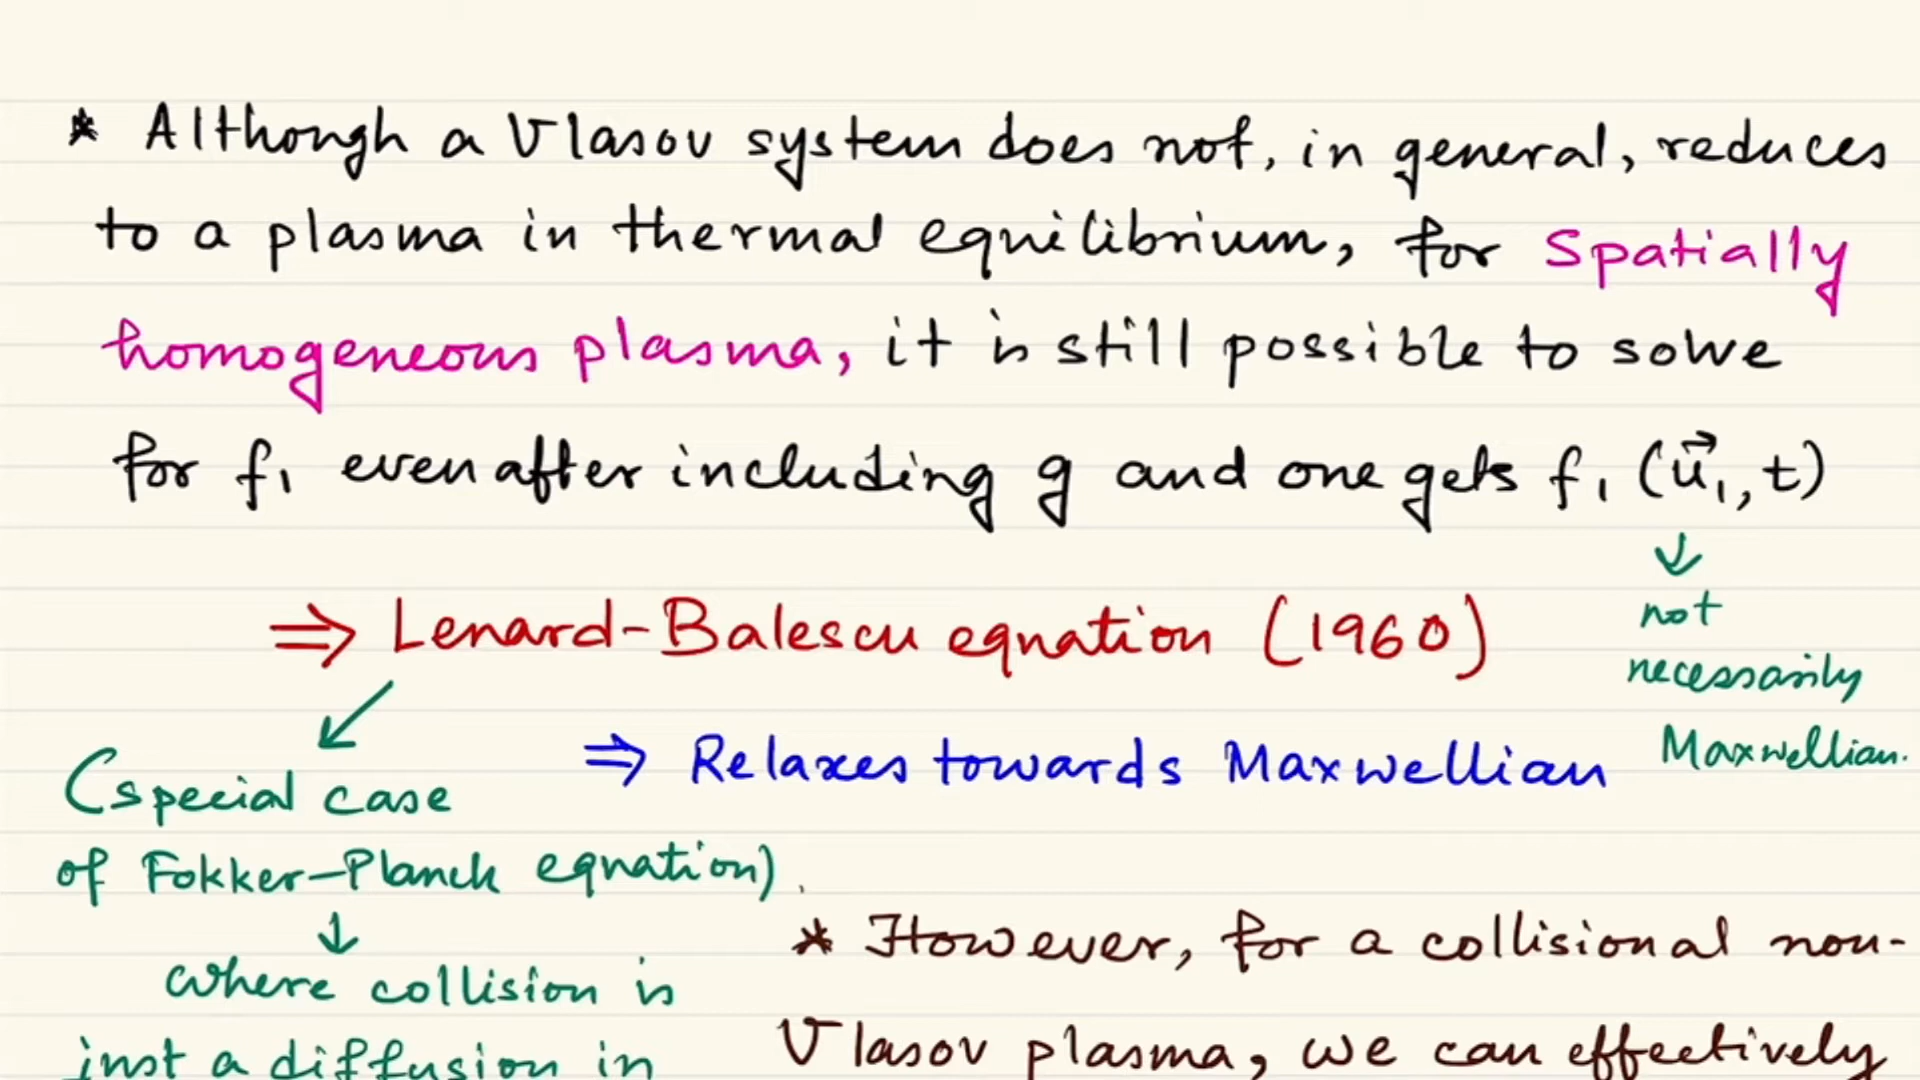 * Although a Vlasov system does not, in general, reduces
to a plasma in thermal equilibrium, for Spatially
homogeneous plasma, it is still possible to solve
for f₁ even after including g and one gets f₁ (u⃗₁, t)
↓
not
necessarily
Maxwellian.
⇒ Lenard-Balescu equation (1960)
⇒ Relaxes towards Maxwellian
↙
(special case
of Fokker-Planck equation).
↓
where collision is
just a diffusion in
* However, for a collisional non-
Vlasov plasma, we can effectively